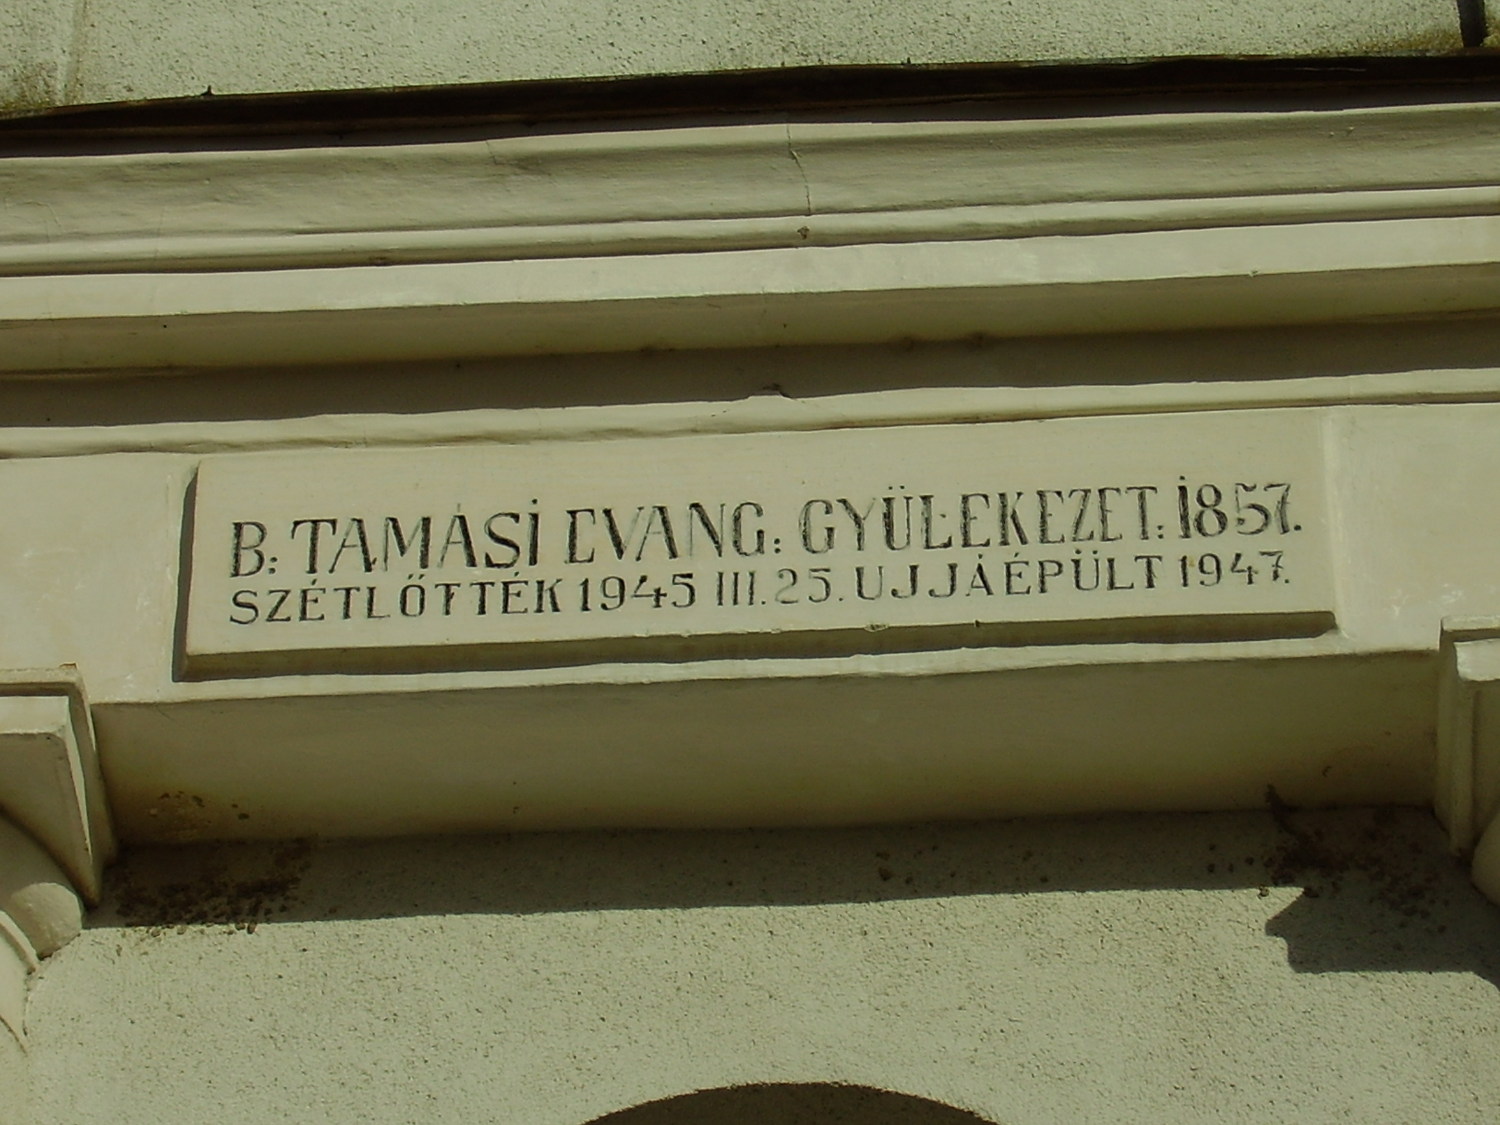 B: TAMÁSI EVANG: GYÜLEKEZET: 1857.
SZÉTLŐTTÉK 1945 III. 25. UJJÁÉPÜLT 1947.